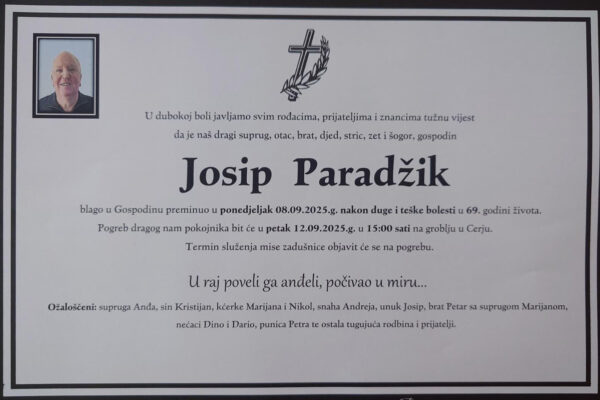 U dubokoj boli javljamo svim rođacima, prijateljima i znancima tužnu vijest
da je naš dragi suprug, otac, brat, djed, stric, zet i šogor, gospodin
Josip Paradžik
blago u Gospodinu preminuo u ponedjeljak 08.09.2025.g. nakon duge i teške bolesti u 69. godini života.
Pogreb dragog nam pokojnika bit će u petak 12.09.2025.g. u 15:00 sati na groblju u Cerju.
Termin služenja mise zadušnice objavit će se na pogrebu.
U raj poveli ga anđeli, počivao u miru...
Ožalošćeni: supruga Anđa, sin Kristijan, kćerke Marijana i Nikol, snaha Andreja, unuk Josip, brat Petar sa suprugom Marijanom,
nećaci Dino i Dario, punica Petra te ostala tugujuća rodbina i prijatelji.